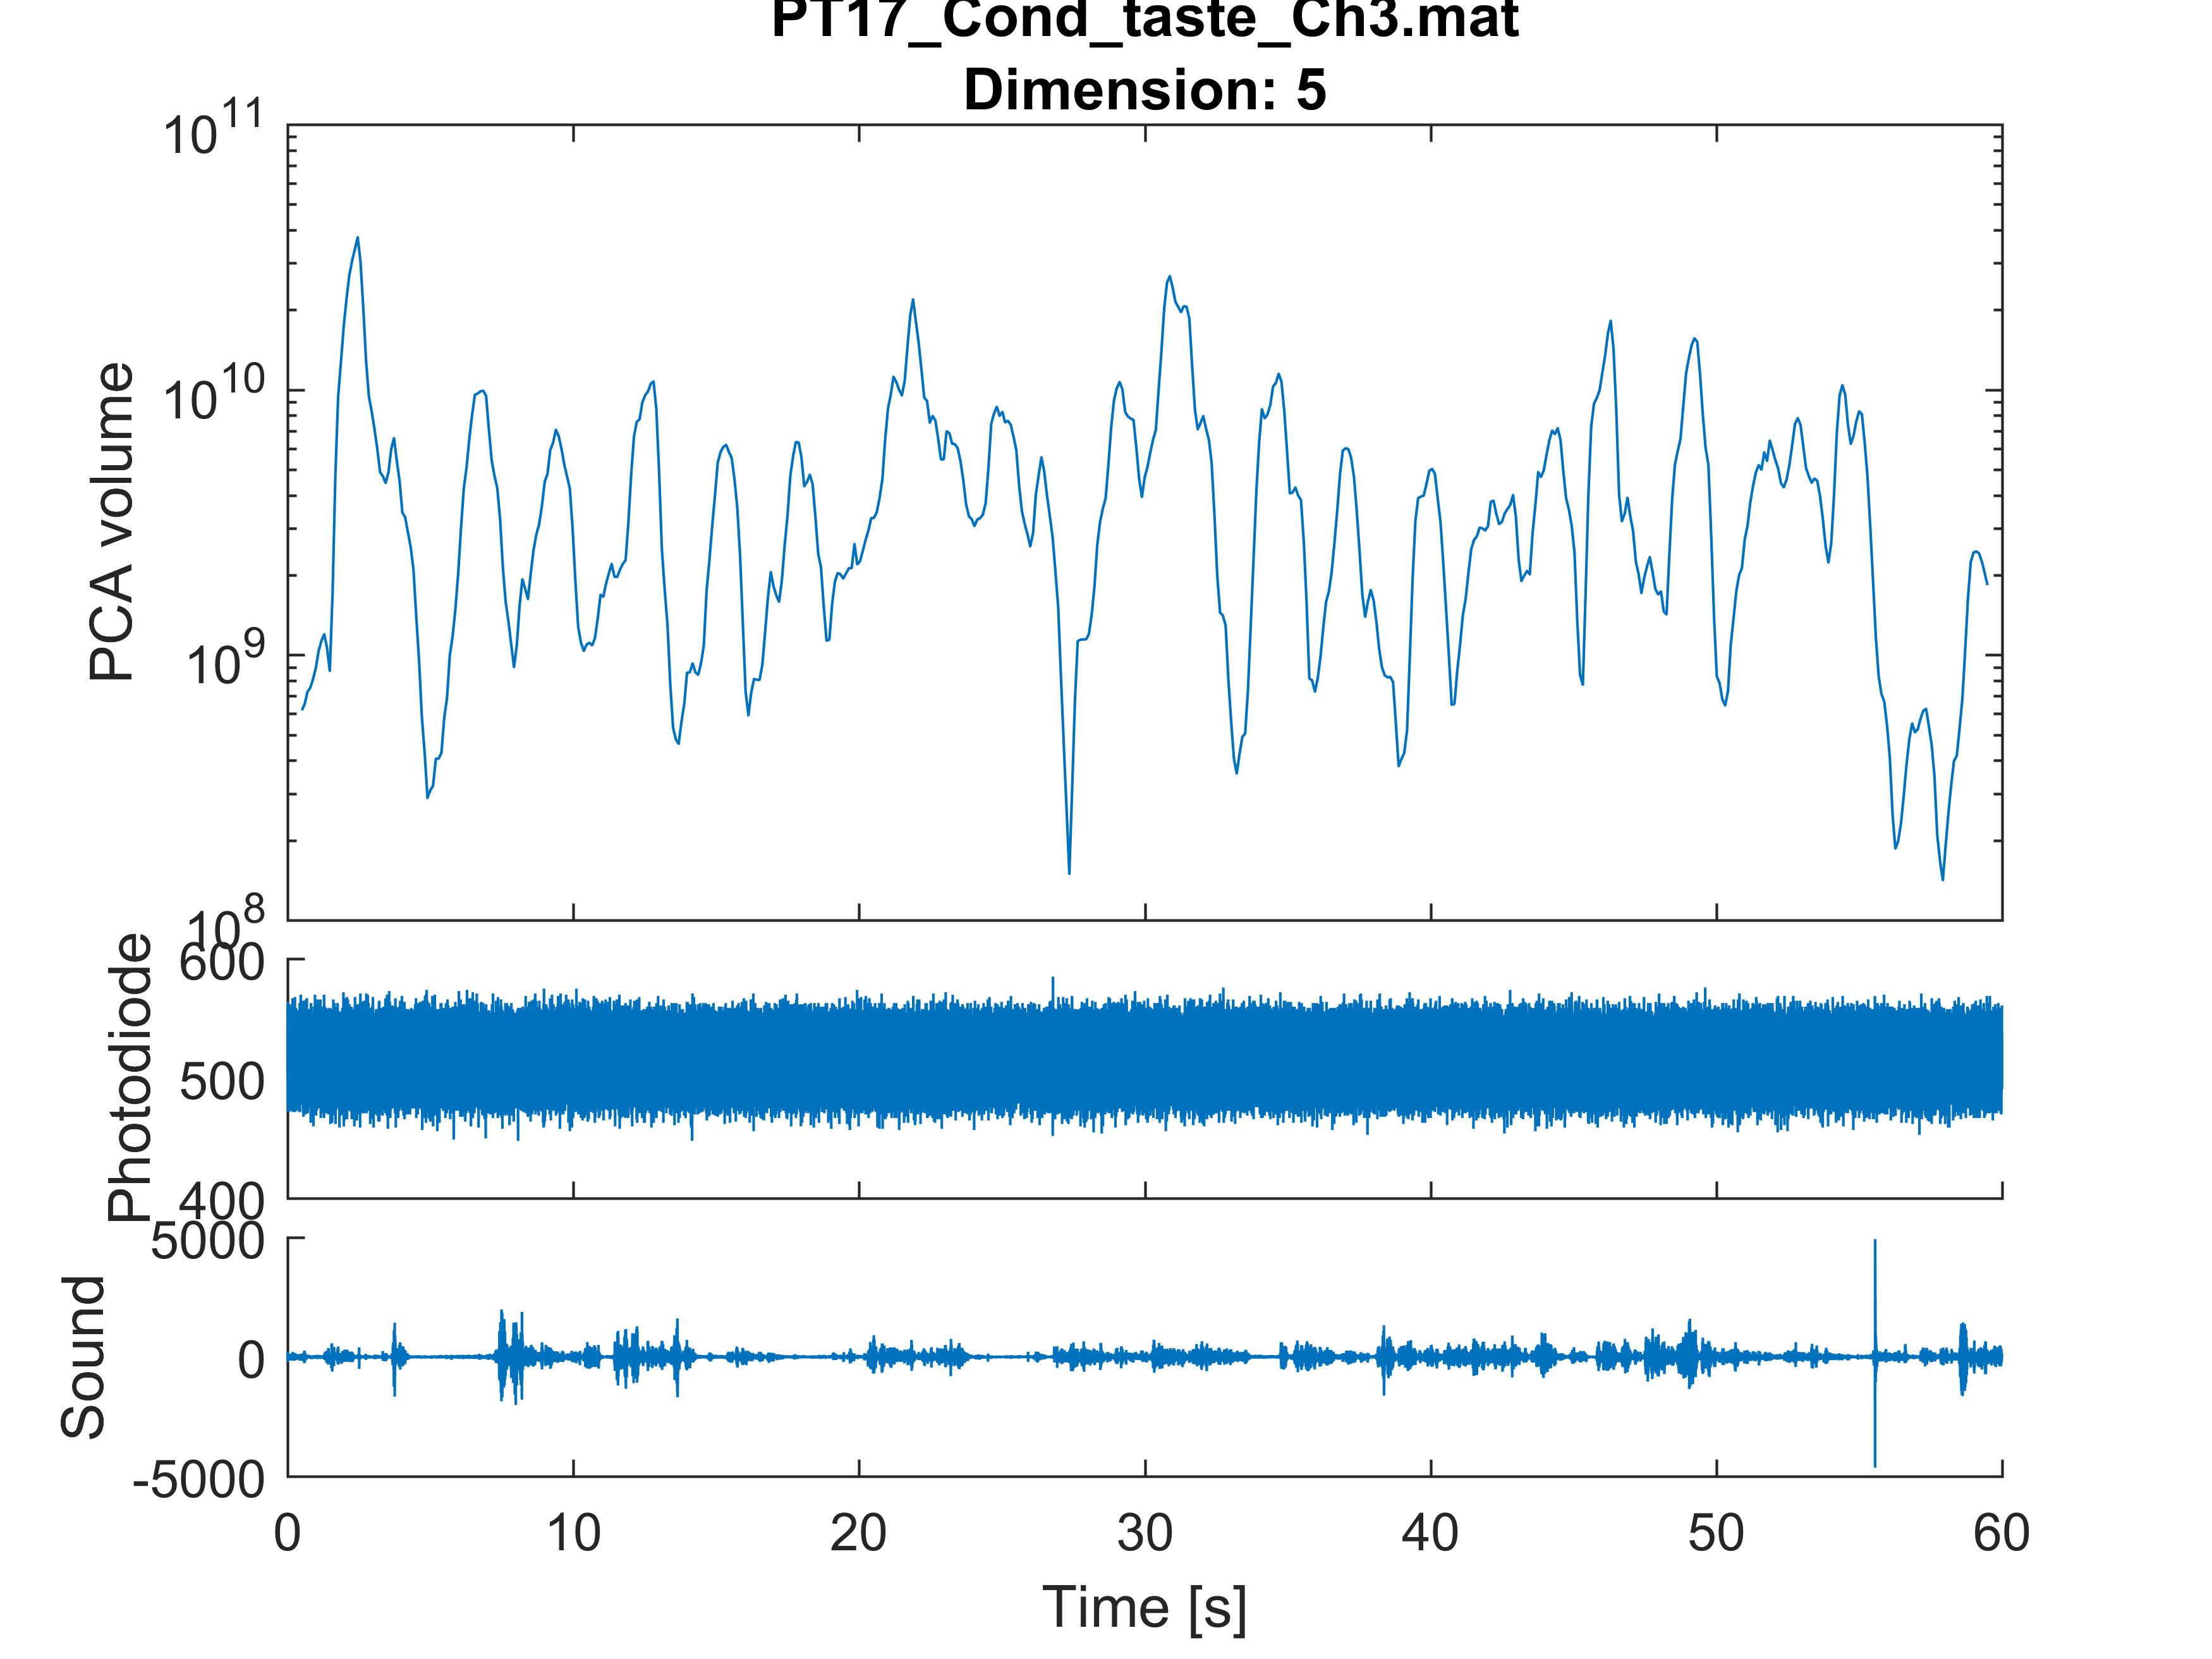 PT17_Cond_taste_Ch3.mat
Dimension: 5
10^11
10^10
10^9
10^8
PCA volume
600
500
400
Photodiode
5000
0
-5000
Sound
0 10 20 30 40 50 60
Time [s]